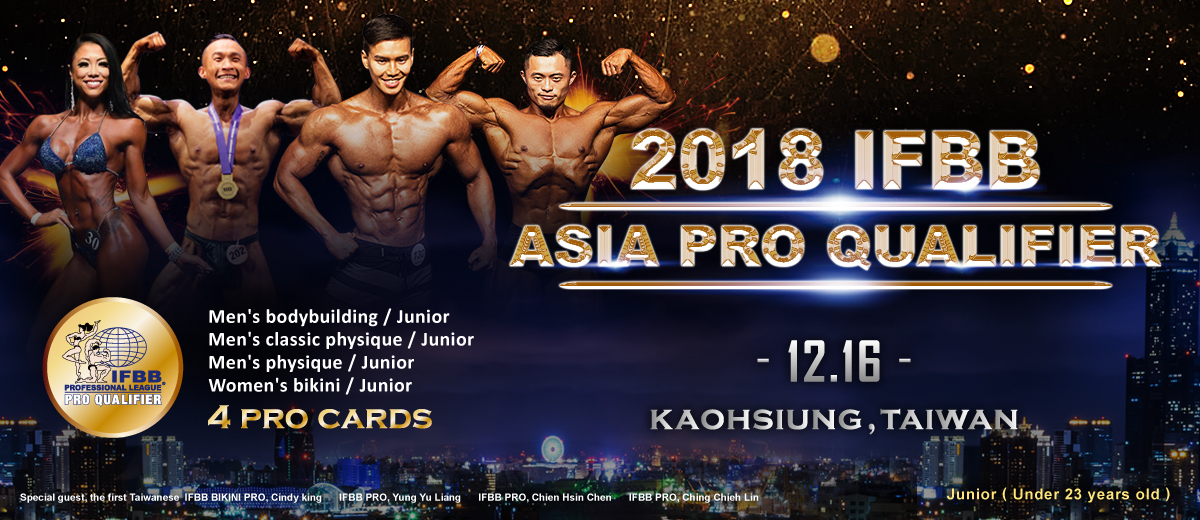 2018 IFBB
ASIA PRO QUALIFIER
30
202
Men's bodybuilding / Junior
Men's classic physique / Junior
Men's physique / Junior
Women's bikini / Junior
4 PRO CARDS
IFBB.
PROFESSIONAL LEAGUE
PRO QUALIFIER
- 12.16 -
KAOHSIUNG, TAIWAN
Special guest, the first Taiwanese IFBB BIKINI PRO, Cindy king IFBB PRO, Yung Yu Liang IFBB PRO, Chien Hsin Chen IFBB PRO, Ching Chieh Lin
Junior ( Under 23 years old )